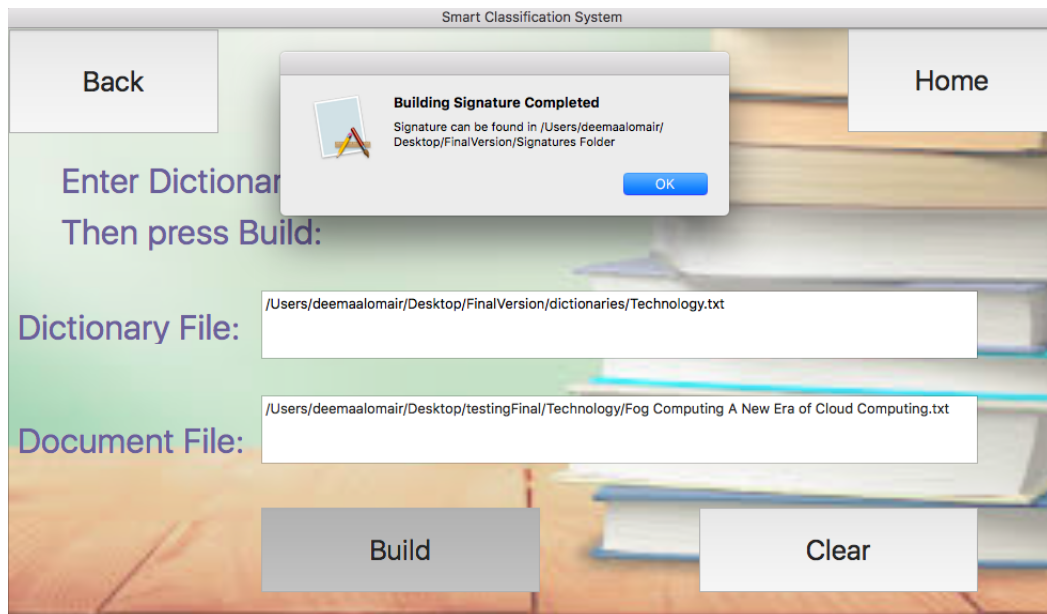 Smart Classification System
Back
Home
Building Signature Completed
Signature can be found in /Users/deemaalomair/
Desktop/FinalVersion/Signatures Folder
OK
Enter Dictionar
Then press Build:
Dictionary File:
/Users/deemaalomair/Desktop/FinalVersion/dictionaries/Technology.txt
Document File:
/Users/deemaalomair/Desktop/testingFinal/Technology/Fog Computing A New Era of Cloud Computing.txt
Build
Clear